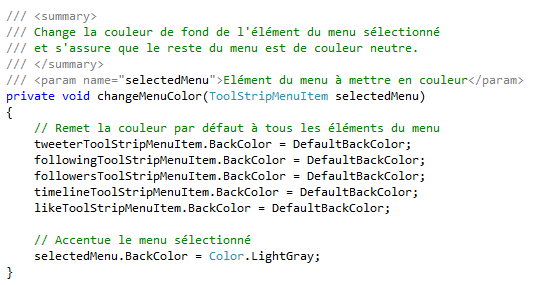 /// <summary>
/// Change la couleur de fond de l'élément du menu sélectionné
/// et s'assure que le reste du menu est de couleur neutre.
/// </summary>
/// <param name="selectedMenu">Elément du menu à mettre en couleur</param>
private void changeMenuColor(ToolStripMenuItem selectedMenu)
{
    // Remet la couleur par défaut à tous les éléments du menu
    tweeterToolStripMenuItem.BackColor = DefaultBackColor;
    followingToolStripMenuItem.BackColor = DefaultBackColor;
    followersToolStripMenuItem.BackColor = DefaultBackColor;
    timelineToolStripMenuItem.BackColor = DefaultBackColor;
    likeToolStripMenuItem.BackColor = DefaultBackColor;

    // Accentue le menu sélectionné
    selectedMenu.BackColor = Color.LightGray;
}